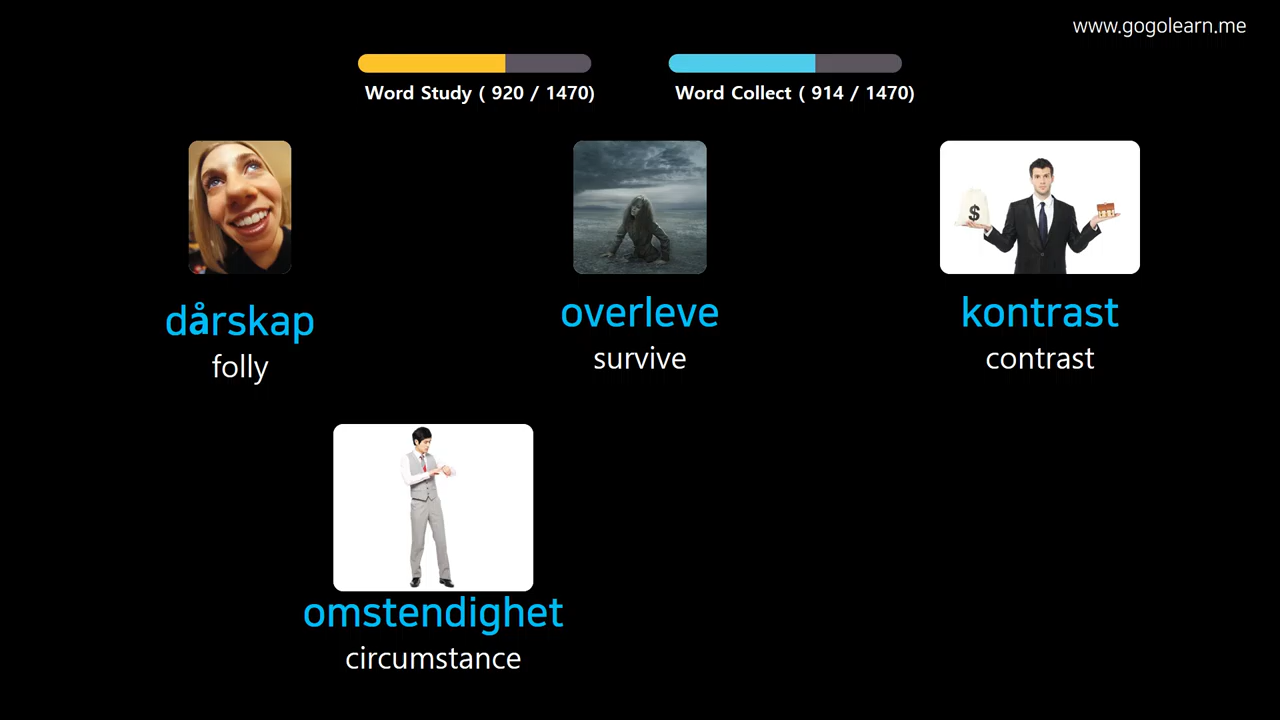 www.gogolearn.me
Word Study ( 920 / 1470)
Word Collect ( 914 / 1470)
dårskap
folly
overleve
survive
$
kontrast
contrast
omstendighet
circumstance